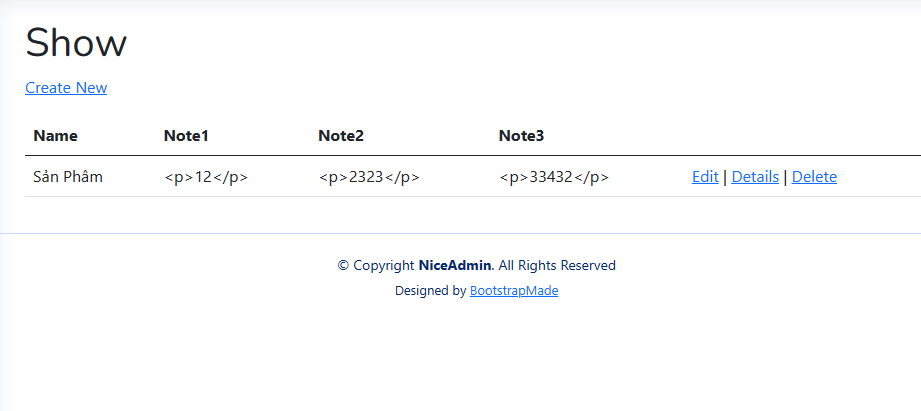 Show
Create New
Name Note1 Note2 Note3
Sản Phâm <p>12</p> <p>2323</p> <p>33432</p> Edit | Details | Delete
© Copyright NiceAdmin. All Rights Reserved
Designed by BootstrapMade